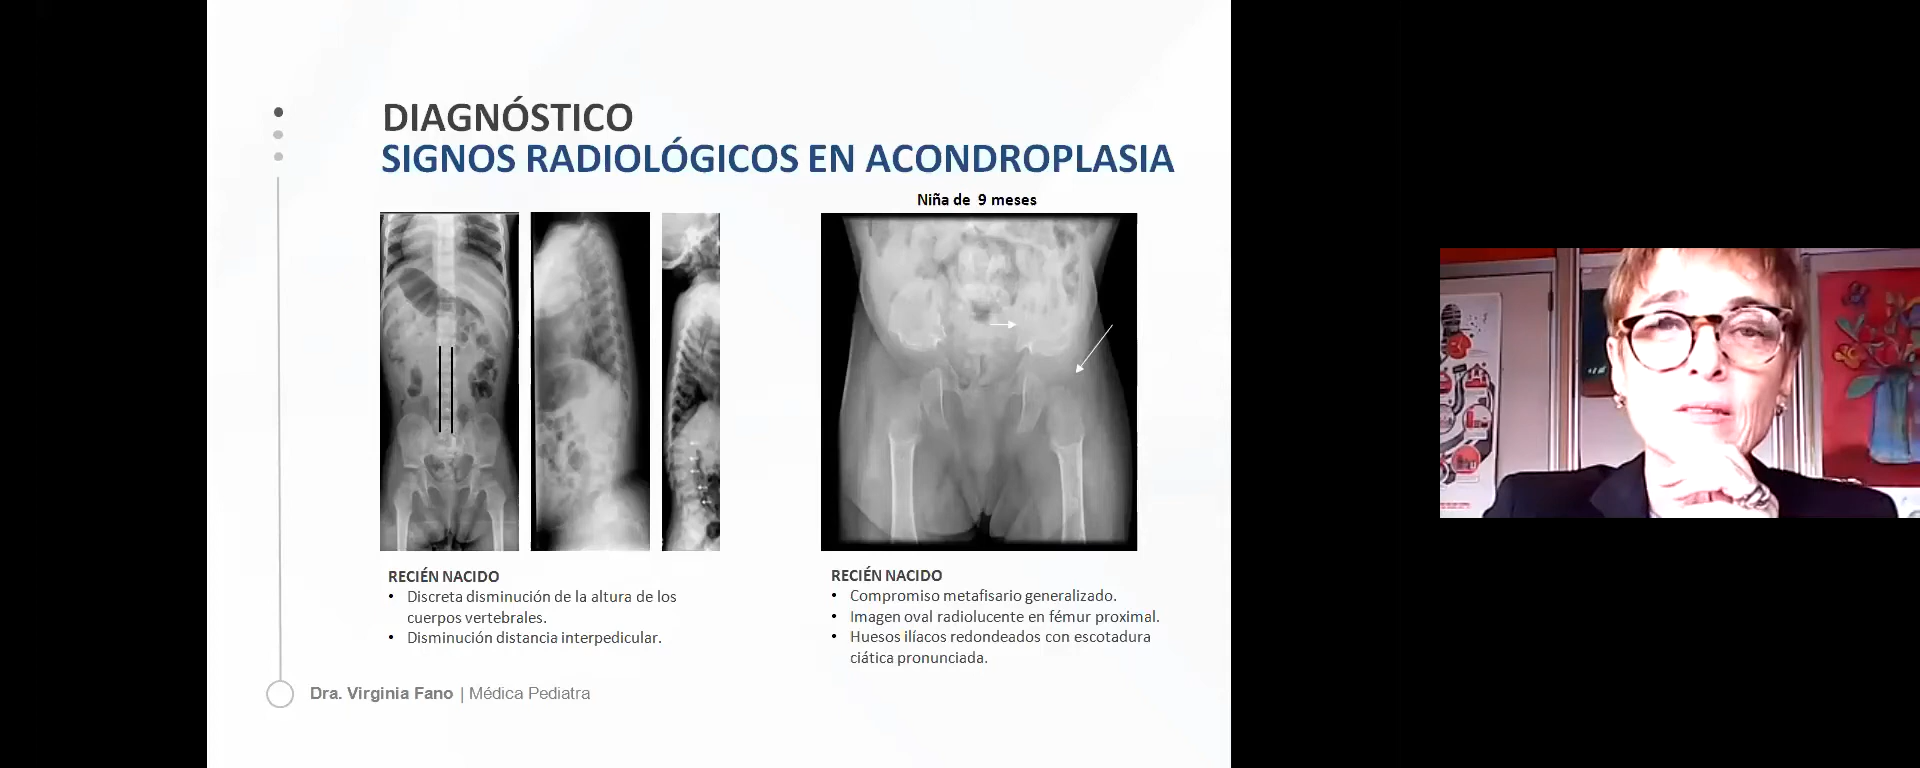 DIAGNÓSTICO
SIGNOS RADIOLÓGICOS EN ACONDROPLASIA
Niña de 9 meses
RECIÉN NACIDO
• Discreta disminución de la altura de los
cuerpos vertebrales.
• Disminución distancia interpedicular.
RECIÉN NACIDO
• Compromiso metafisario generalizado.
• Imagen oval radiolucente en fémur proximal.
• Huesos ilíacos redondeados con escotadura
ciática pronunciada.
Dra. Virginia Fano | Médica Pediatra